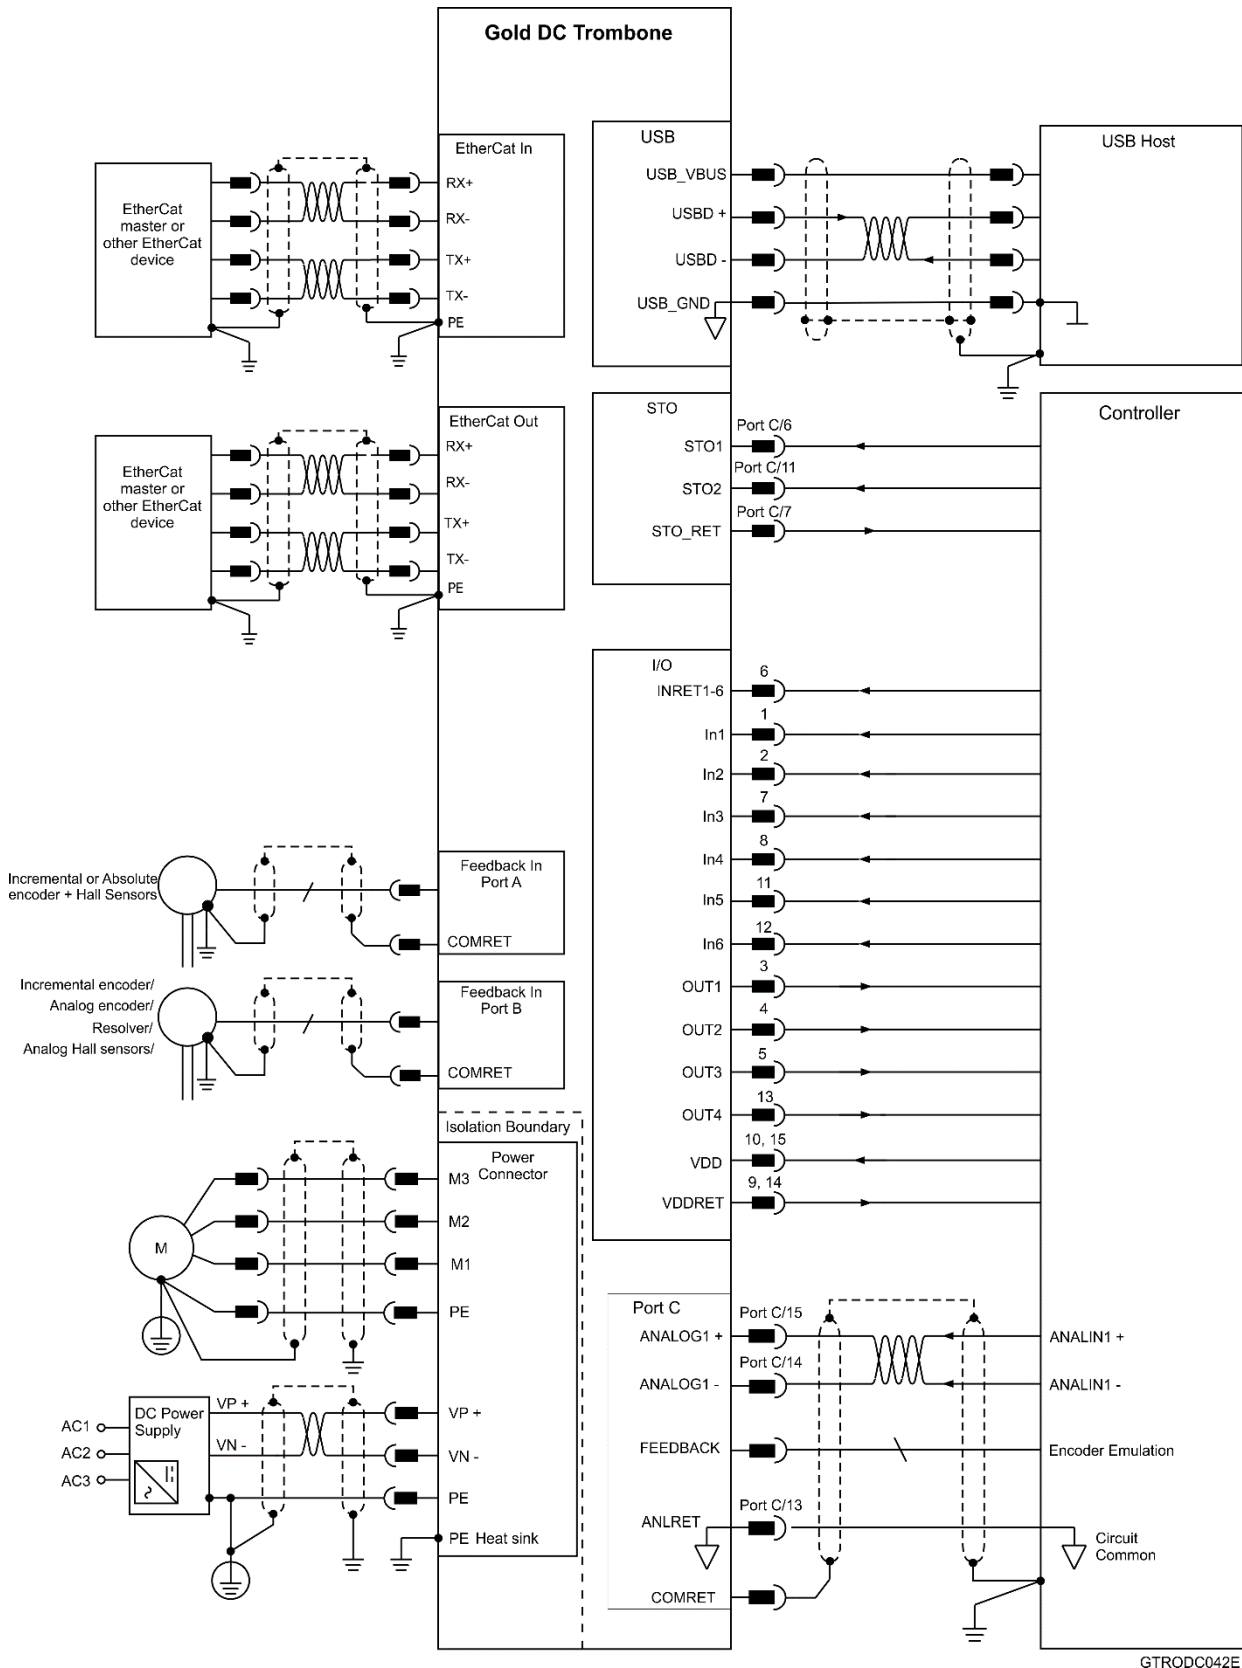 Gold DC Trombone
EtherCat In
EtherCat
master or
other EtherCat
device
RX+
RX-
TX+
TX-
PE
USB
USB_VBUS
USBD +
USBD -
USB_GND
USB Host
EtherCat Out
EtherCat
master or
other EtherCat
device
RX+
RX-
TX+
TX-
PE
STO
STO1
STO2
STO_RET
Port C/6
Port C/11
Port C/7
Controller
I/O
INRET1-6
6
In1
1
In2
2
In3
7
In4
8
In5
11
In6
12
OUT1
3
OUT2
4
OUT3
5
OUT4
13
VDD
10, 15
VDDRET
9, 14
Incremental or Absolute
encoder + Hall Sensors
Feedback In
Port A
COMRET
Incremental encoder/
Analog encoder/
Resolver/
Analog Hall sensors/
Feedback In
Port B
COMRET
Isolation Boundary
Power
Connector
M
M3
M2
M1
PE
AC1
AC2
AC3
DC Power
Supply
VP +
VN -
VP +
VN -
PE
PE Heat sink
Port C
ANALOG1 +
Port C/15
ANALIN1 +
ANALOG1 -
Port C/14
ANALIN1 -
FEEDBACK
Encoder Emulation
ANLRET
Port C/13
Circuit
Common
COMRET
GTRODC042E